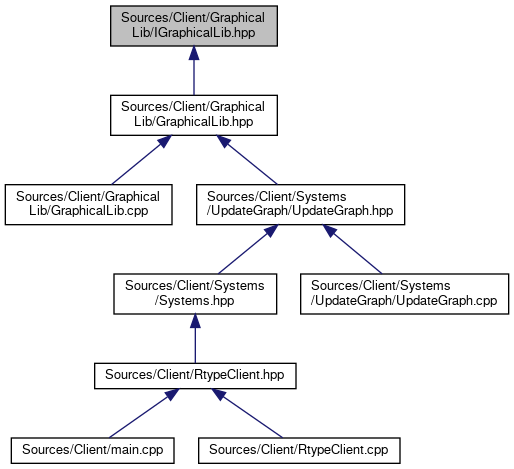 Sources/Client/Graphical
Lib/IGraphicalLib.hpp
Sources/Client/Graphical
Lib/GraphicalLib.hpp
Sources/Client/Graphical
Lib/GraphicalLib.cpp
Sources/Client/Systems
/UpdateGraph/UpdateGraph.hpp
Sources/Client/Systems
/Systems.hpp
Sources/Client/Systems
/UpdateGraph/UpdateGraph.cpp
Sources/Client/RtypeClient.hpp
Sources/Client/main.cpp
Sources/Client/RtypeClient.cpp